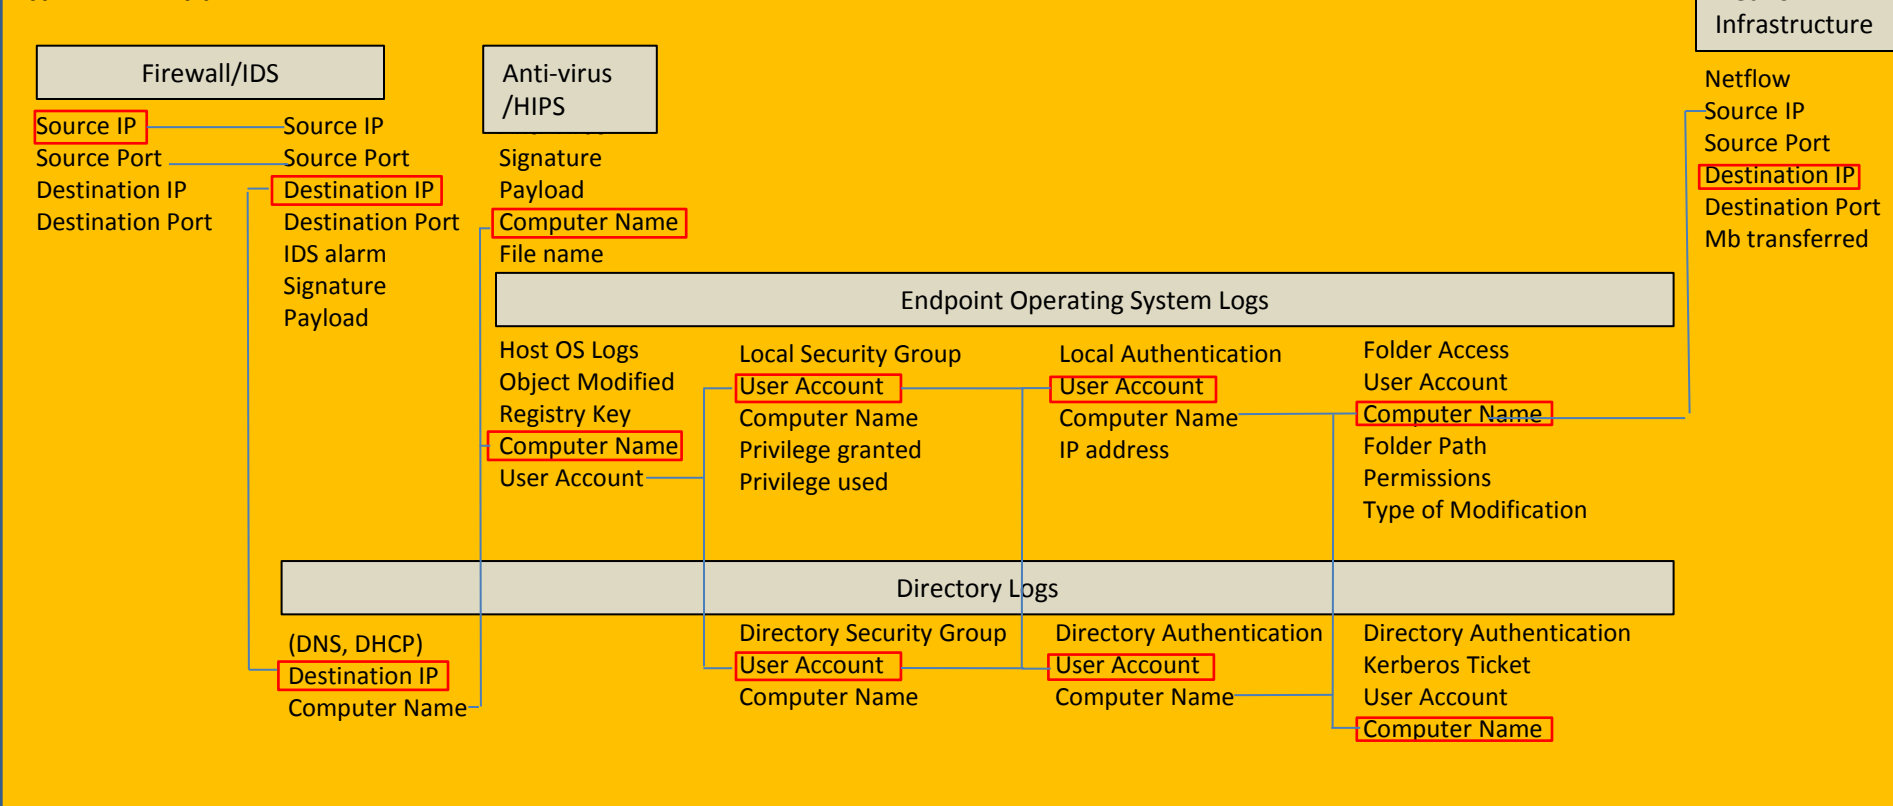 Infrastructure
Firewall/IDS
Source IP
Source Port
Destination IP
Destination Port
Source IP
Source Port
Destination IP
Destination Port
IDS alarm
Signature
Payload
Anti-virus
/HIPS
Signature
Payload
Computer Name
File name
Netflow
Source IP
Source Port
Destination IP
Destination Port
Mb transferred
Endpoint Operating System Logs
Host OS Logs
Object Modified
Registry Key
Computer Name
User Account
Local Security Group
User Account
Computer Name
Privilege granted
Privilege used
Local Authentication
User Account
Computer Name
IP address
Folder Access
User Account
Computer Name
Folder Path
Permissions
Type of Modification
Directory Logs
(DNS, DHCP)
Destination IP
Computer Name
Directory Security Group
User Account
Computer Name
Directory Authentication
User Account
Computer Name
Directory Authentication
Kerberos Ticket
User Account
Computer Name